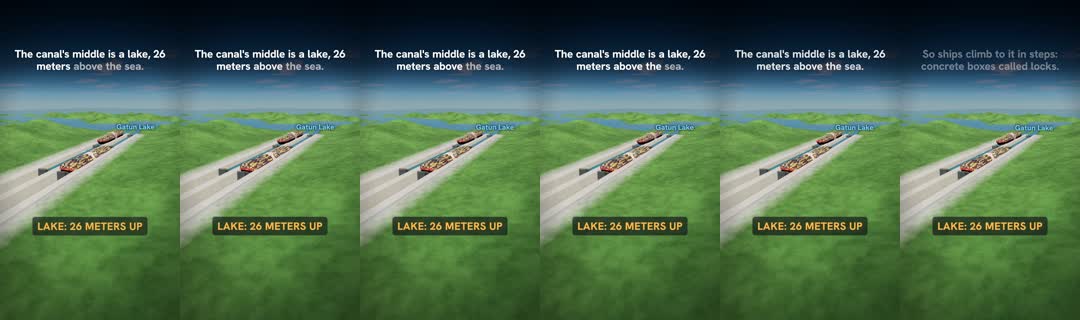 The canal's middle is a lake, 26
meters above the sea.
Gatun Lake
LAKE: 26 METERS UP
The canal's middle is a lake, 26
meters above the sea.
Gatun Lake
LAKE: 26 METERS UP
The canal's middle is a lake, 26
meters above the sea.
Gatun Lake
LAKE: 26 METERS UP
The canal's middle is a lake, 26
meters above the sea.
Gatun Lake
LAKE: 26 METERS UP
The canal's middle is a lake, 26
meters above the sea.
Gatun Lake
LAKE: 26 METERS UP
So ships climb to it in steps:
concrete boxes called locks.
Gatun Lake
LAKE: 26 METERS UP